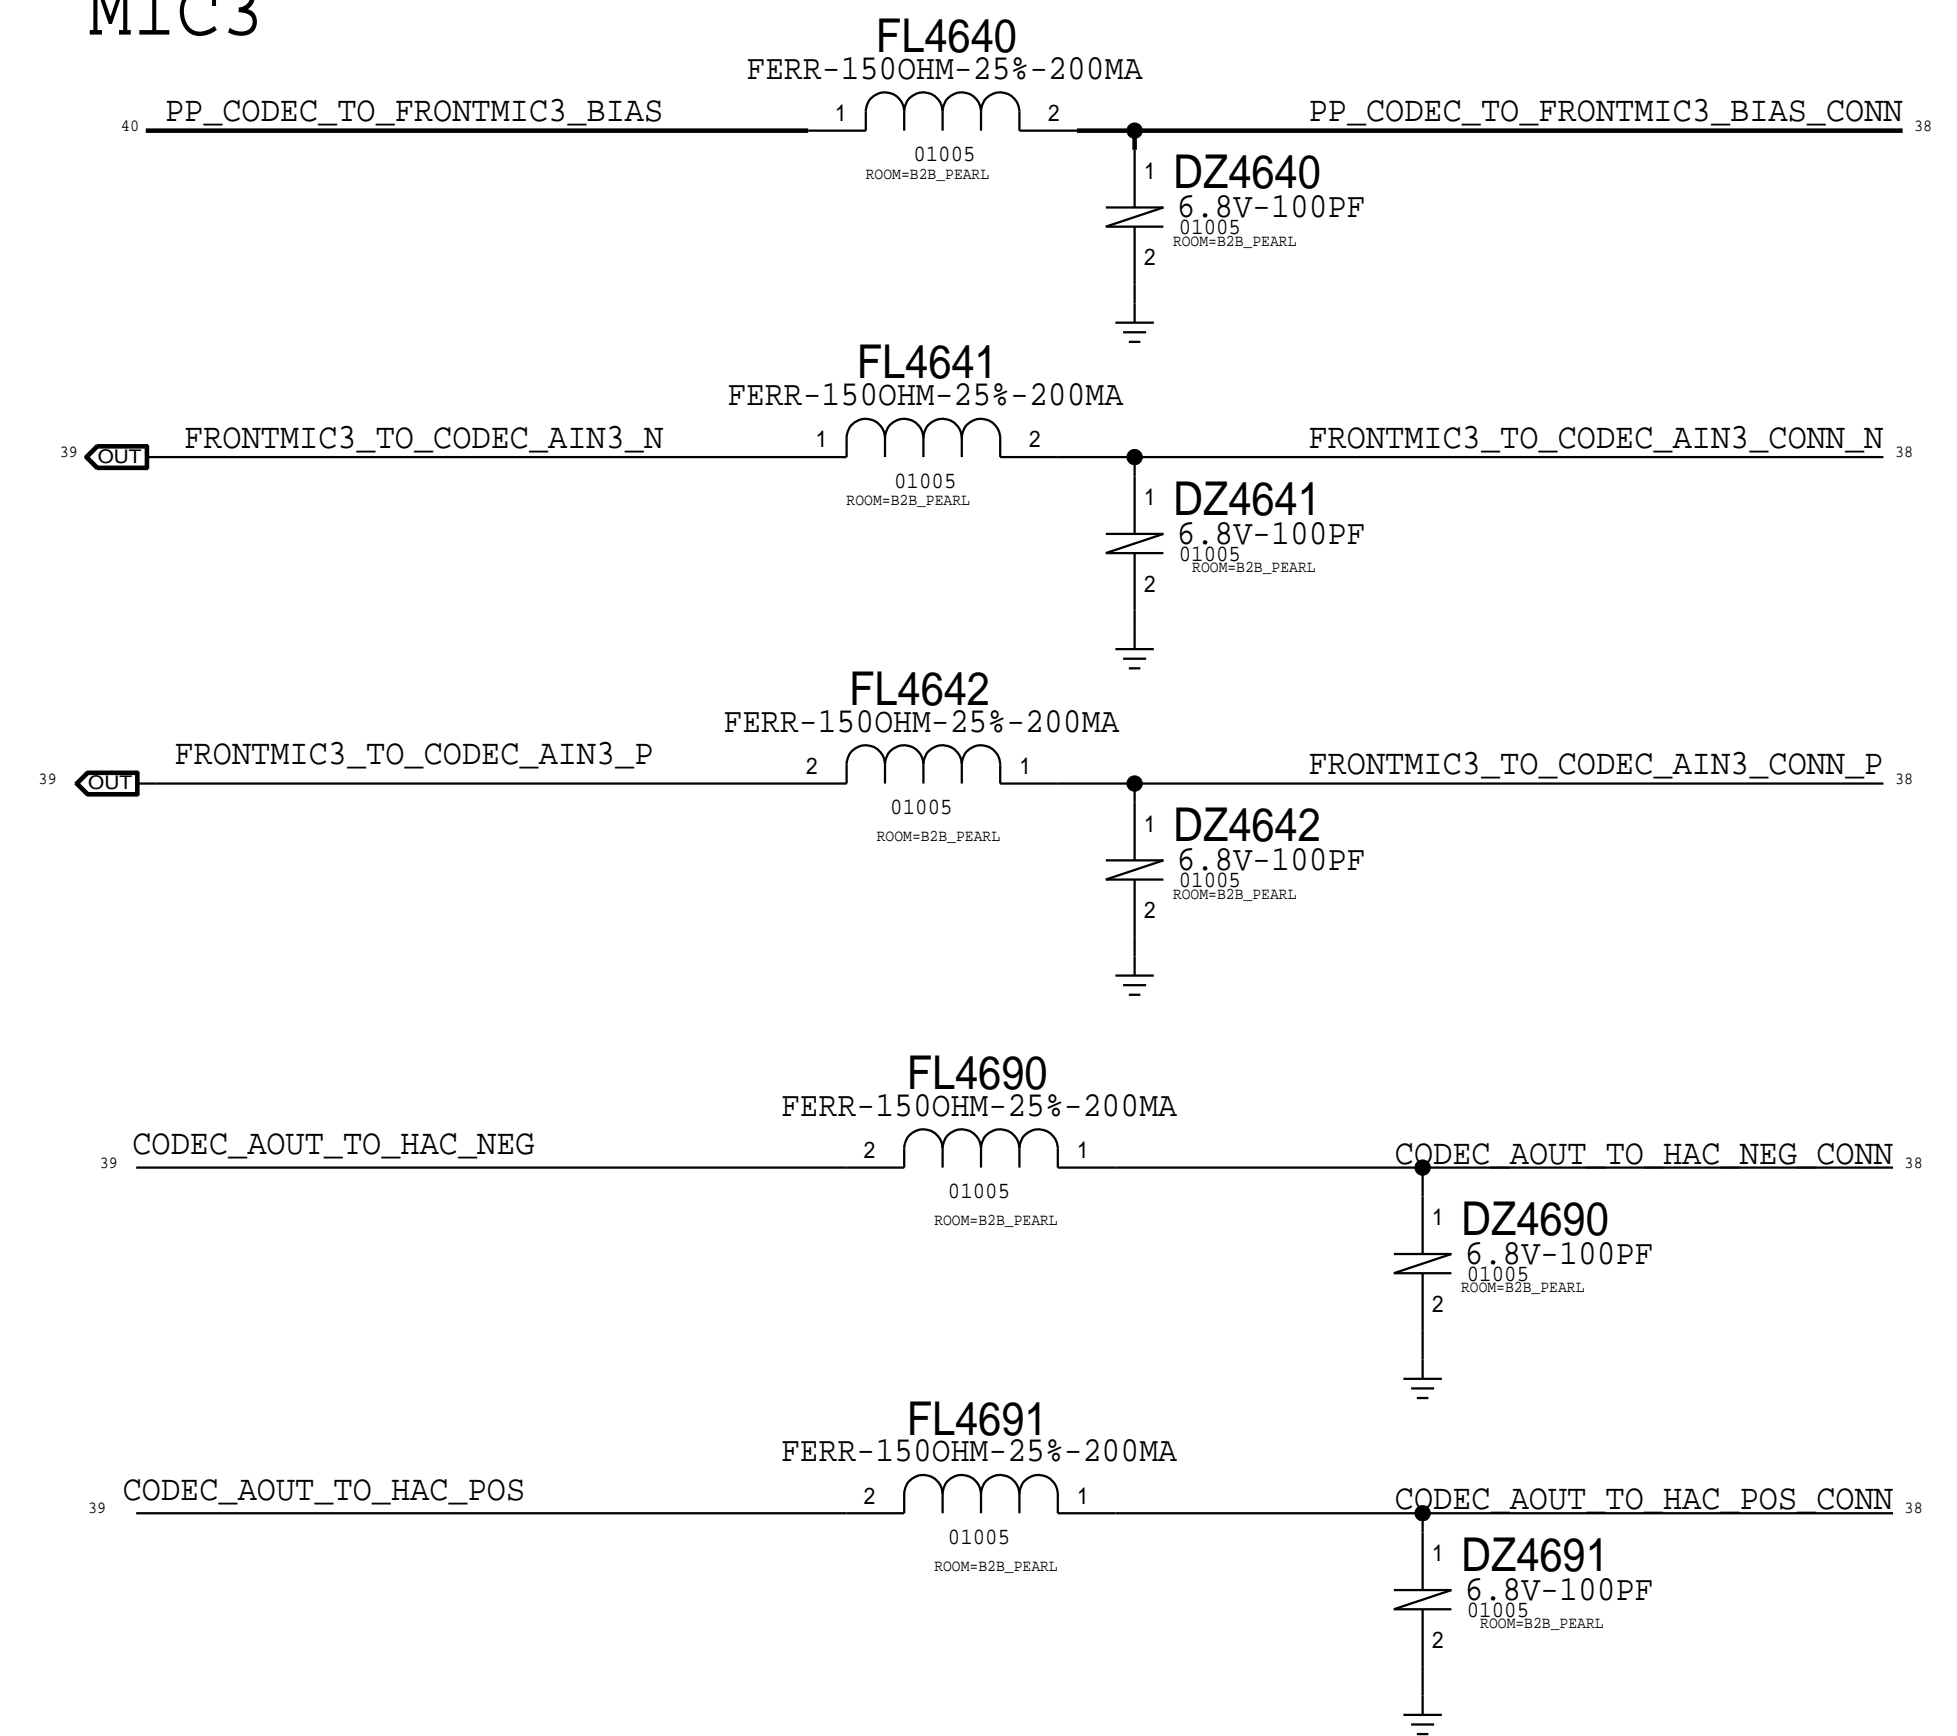 MIC3
FL4640
FERR-150OHM-25%-200MA
40 PP_CODEC_TO_FRONTMIC3_BIAS 1 2 PP_CODEC_TO_FRONTMIC3_BIAS_CONN 38
01005
ROOM=B2B_PEARL
1 DZ4640
6.8V-100PF
01005
ROOM=B2B_PEARL
2
FL4641
FERR-150OHM-25%-200MA
39 OUT FRONTMIC3_TO_CODEC_AIN3_N 1 2 FRONTMIC3_TO_CODEC_AIN3_CONN_N 38
01005
ROOM=B2B_PEARL
1 DZ4641
6.8V-100PF
01005
ROOM=B2B_PEARL
2
FL4642
FERR-150OHM-25%-200MA
39 OUT FRONTMIC3_TO_CODEC_AIN3_P 2 1 FRONTMIC3_TO_CODEC_AIN3_CONN_P 38
01005
ROOM=B2B_PEARL
1 DZ4642
6.8V-100PF
01005
ROOM=B2B_PEARL
2
FL4690
FERR-150OHM-25%-200MA
39 CODEC_AOUT_TO_HAC_NEG 2 1 CODEC_AOUT_TO_HAC_NEG_CONN 38
01005
ROOM=B2B_PEARL
1 DZ4690
6.8V-100PF
01005
ROOM=B2B_PEARL
2
FL4691
FERR-150OHM-25%-200MA
39 CODEC_AOUT_TO_HAC_POS 2 1 CODEC_AOUT_TO_HAC_POS_CONN 38
01005
ROOM=B2B_PEARL
1 DZ4691
6.8V-100PF
01005
ROOM=B2B_PEARL
2